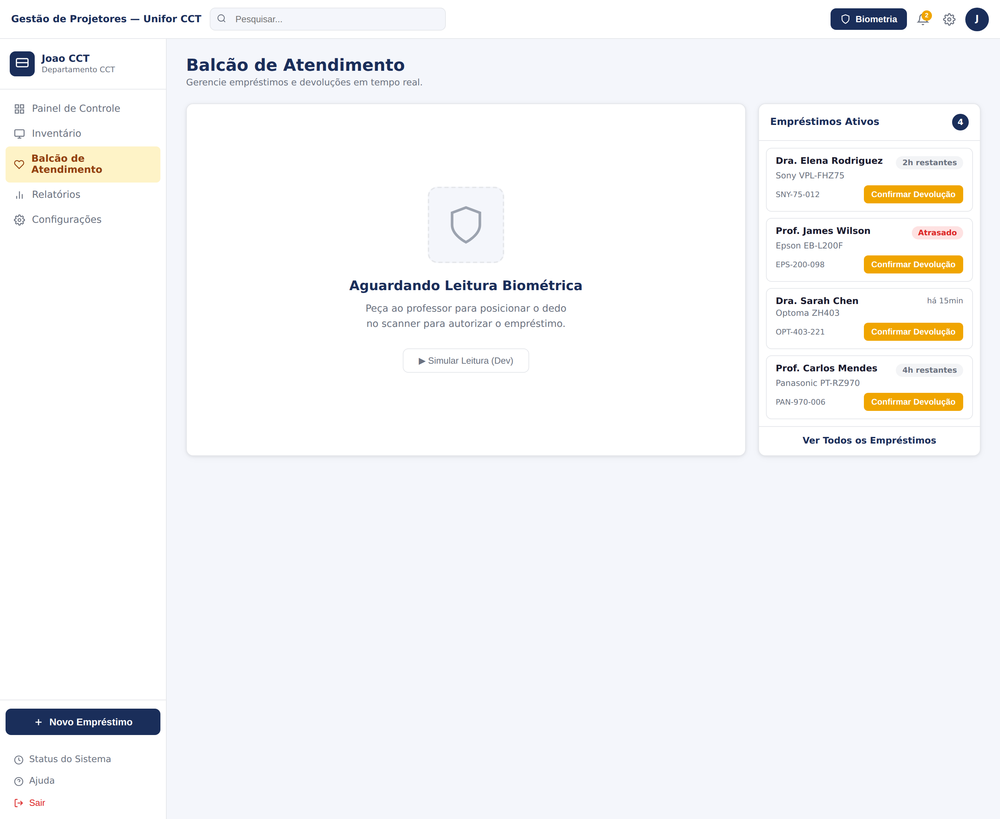 Gestão de Projetores — Unifor CCT
Pesquisar...
Biometria
2
J
Joao CCT
Departamento CCT
Painel de Controle
Inventário
Balcão de
Atendimento
Relatórios
Configurações
Novo Empréstimo
Status do Sistema
Ajuda
Sair
Balcão de Atendimento
Gerencie empréstimos e devoluções em tempo real.
Aguardando Leitura Biométrica
Peça ao professor para posicionar o dedo
no scanner para autorizar o empréstimo.
▶ Simular Leitura (Dev)
Empréstimos Ativos
4
Dra. Elena Rodriguez
2h restantes
Sony VPL-FHZ75
SNY-75-012
Confirmar Devolução
Prof. James Wilson
Atrasado
Epson EB-L200F
EPS-200-098
Confirmar Devolução
Dra. Sarah Chen
há 15min
Optoma ZH403
OPT-403-221
Confirmar Devolução
Prof. Carlos Mendes
4h restantes
Panasonic PT-RZ970
PAN-970-006
Confirmar Devolução
Ver Todos os Empréstimos